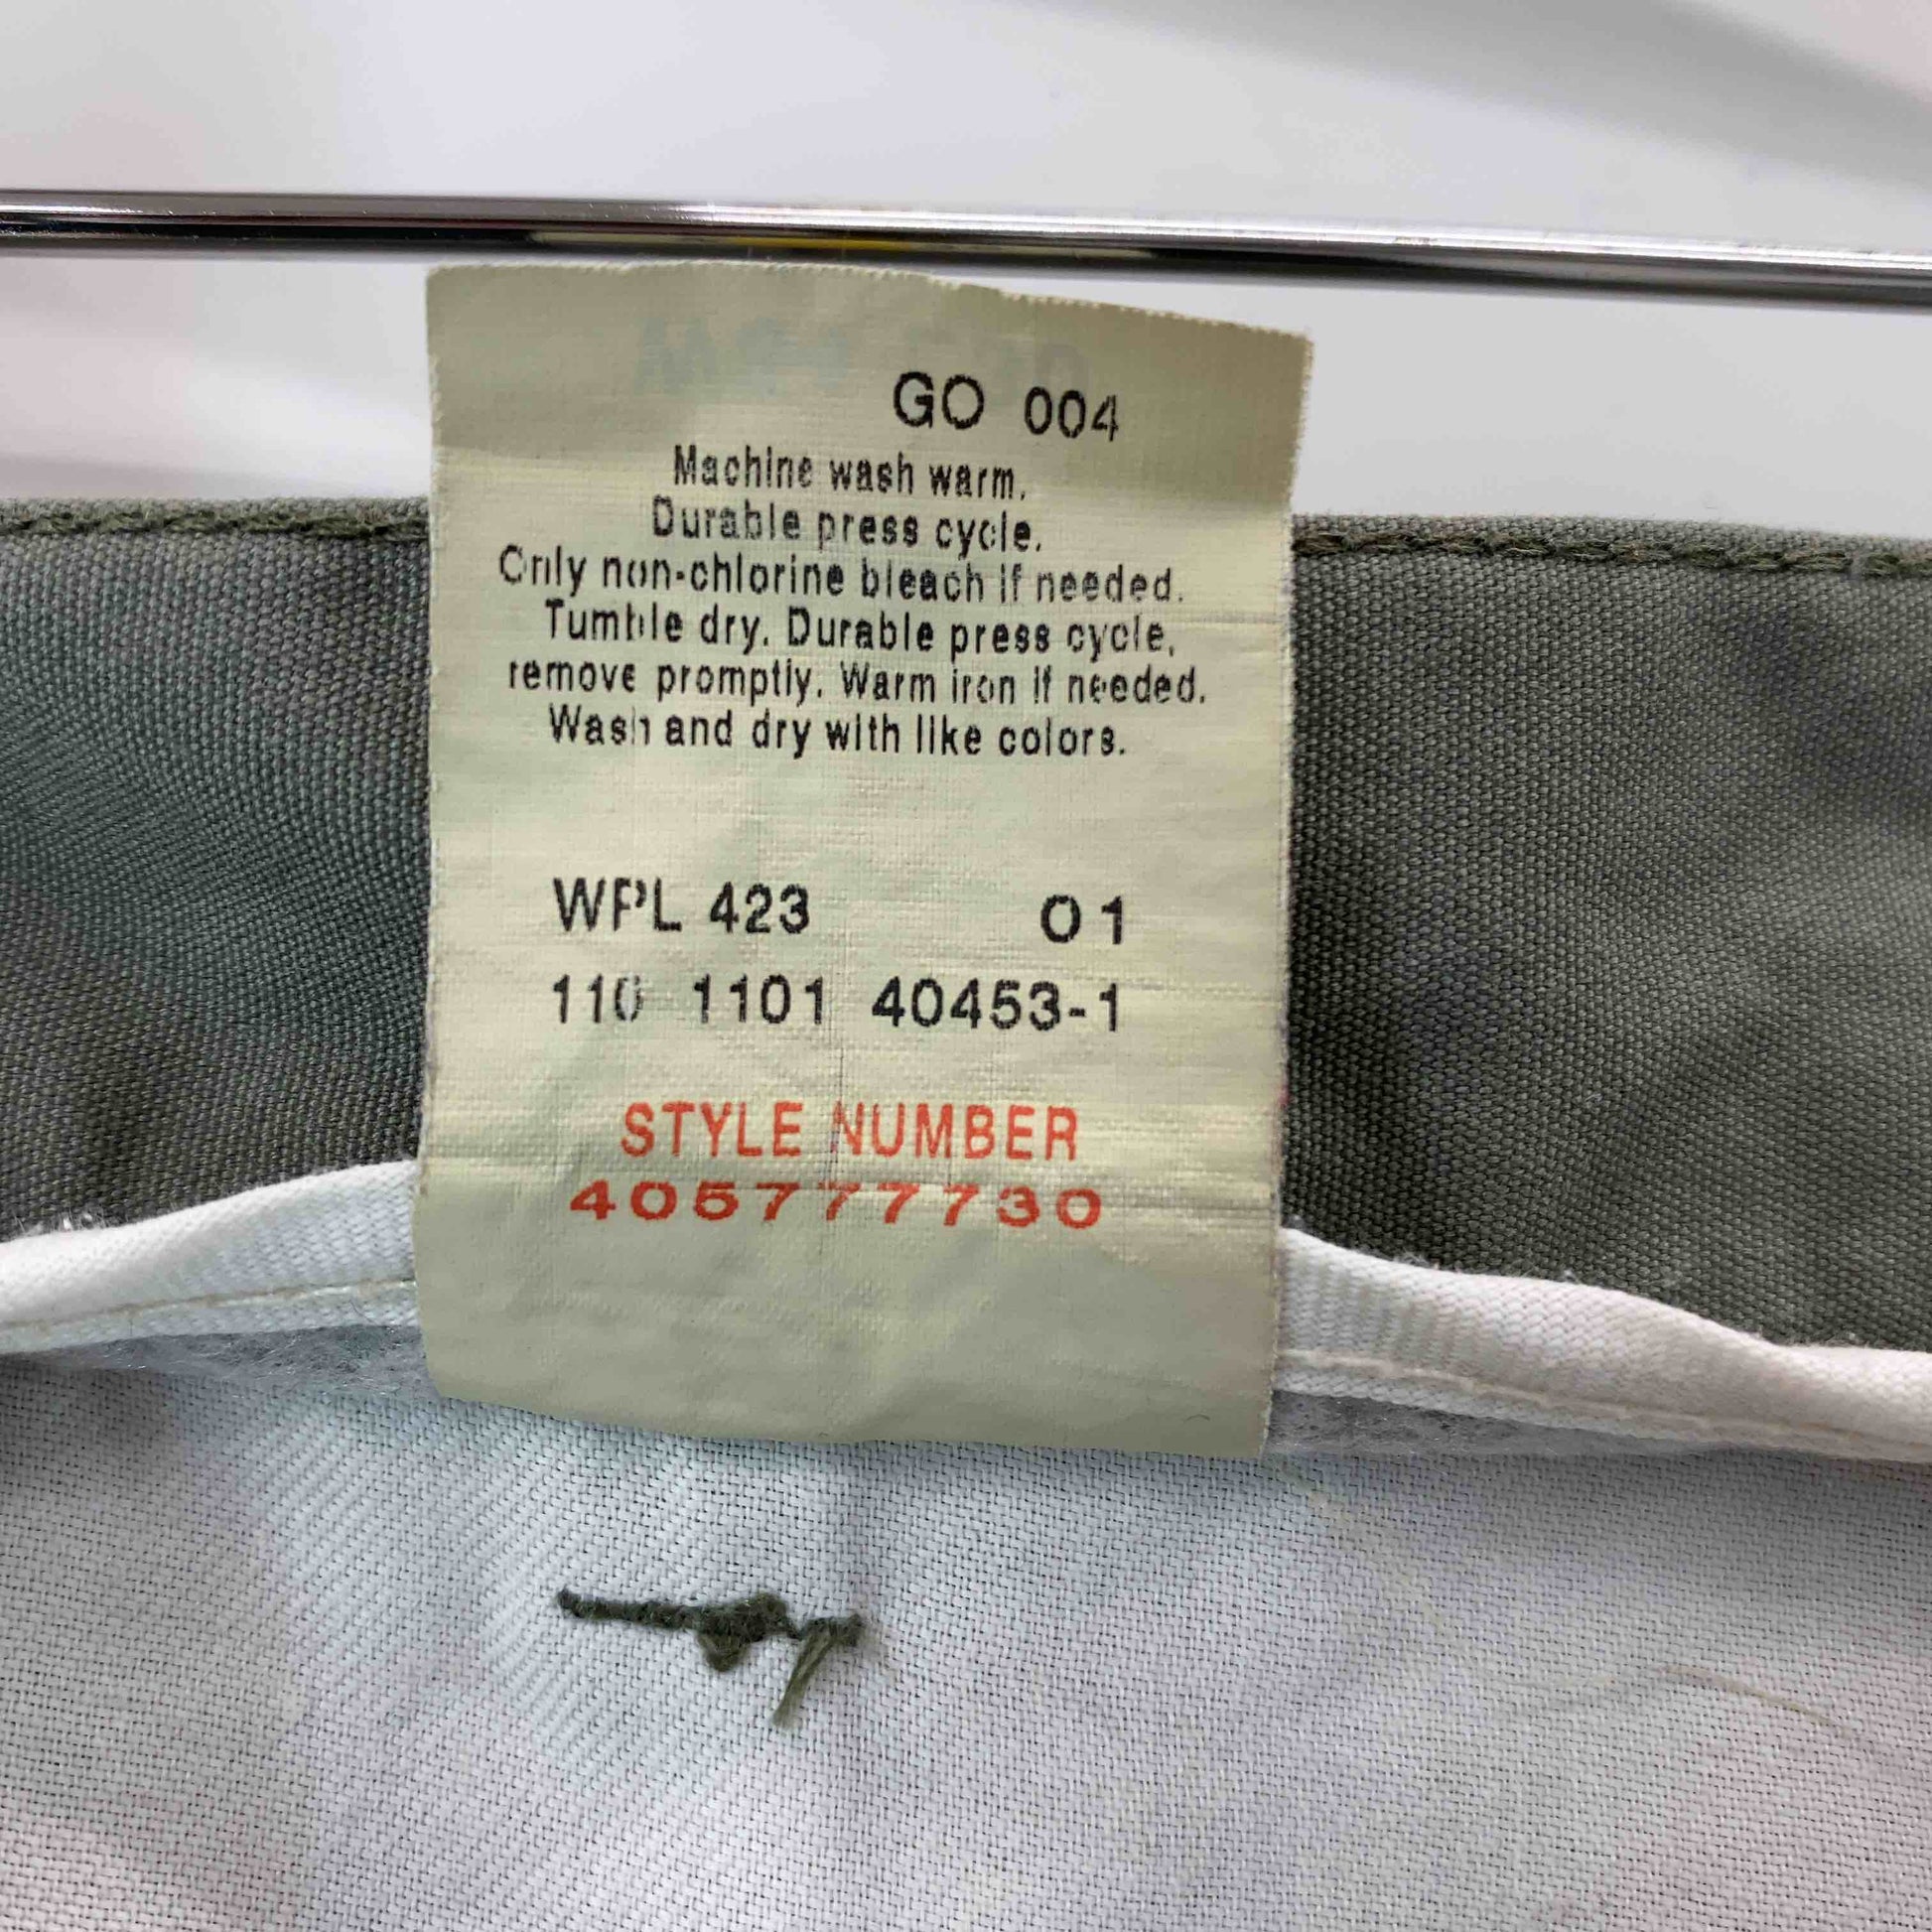 GO 004
Machine wash warm.
Durable press cycle.
Only non-chlorine bleach if needed.
Tumble dry. Durable press cycle,
remove promptly. Warm iron if needed.
Wash and dry with like colors.
WPL 423 01
110 1101 40453-1
STYLE NUMBER
405777730